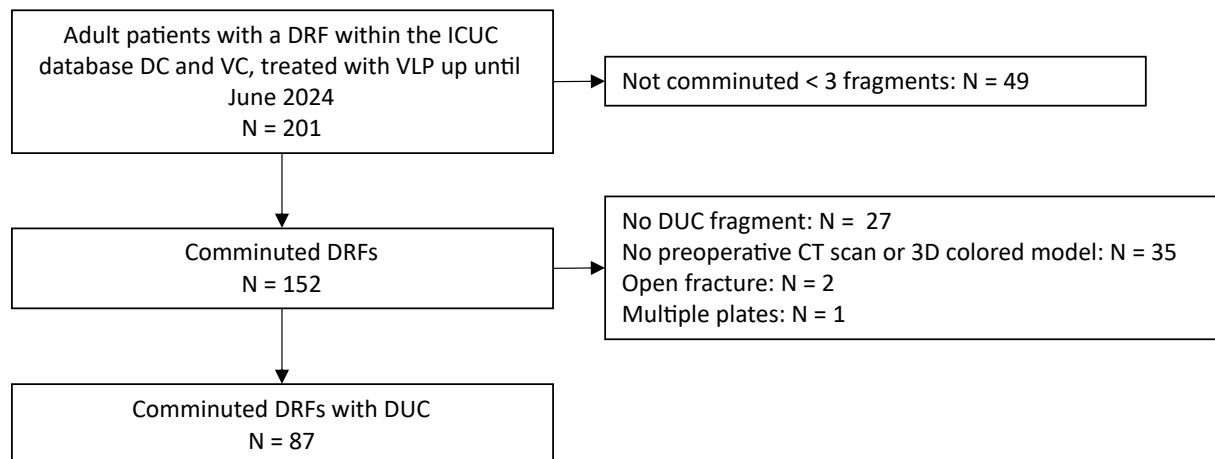 Adult patients with a DRF within the ICUC
database DC and VC, treated with VLP up until
June 2024
N = 201
Not comminuted < 3 fragments: N = 49
Comminuted DRFs
N = 152
No DUC fragment: N =  27
No preoperative CT scan or 3D colored model: N = 35
Open fracture: N = 2
Multiple plates: N = 1
Comminuted DRFs with DUC
N = 87